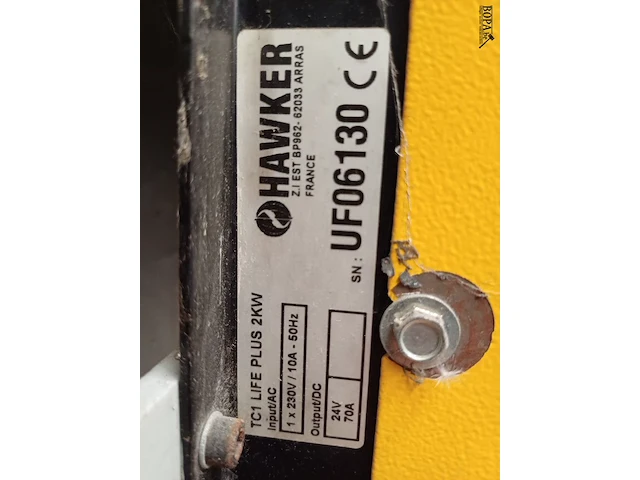 HAWKER
Z.I EST BP962- 62033 ARRAS
FRANCE
SN : UF06130 CE
TC1 LIFE PLUS 2KW
Input/AC
1 x 230V / 10A - 50Hz
Output/DC
24V
70A
BOPA